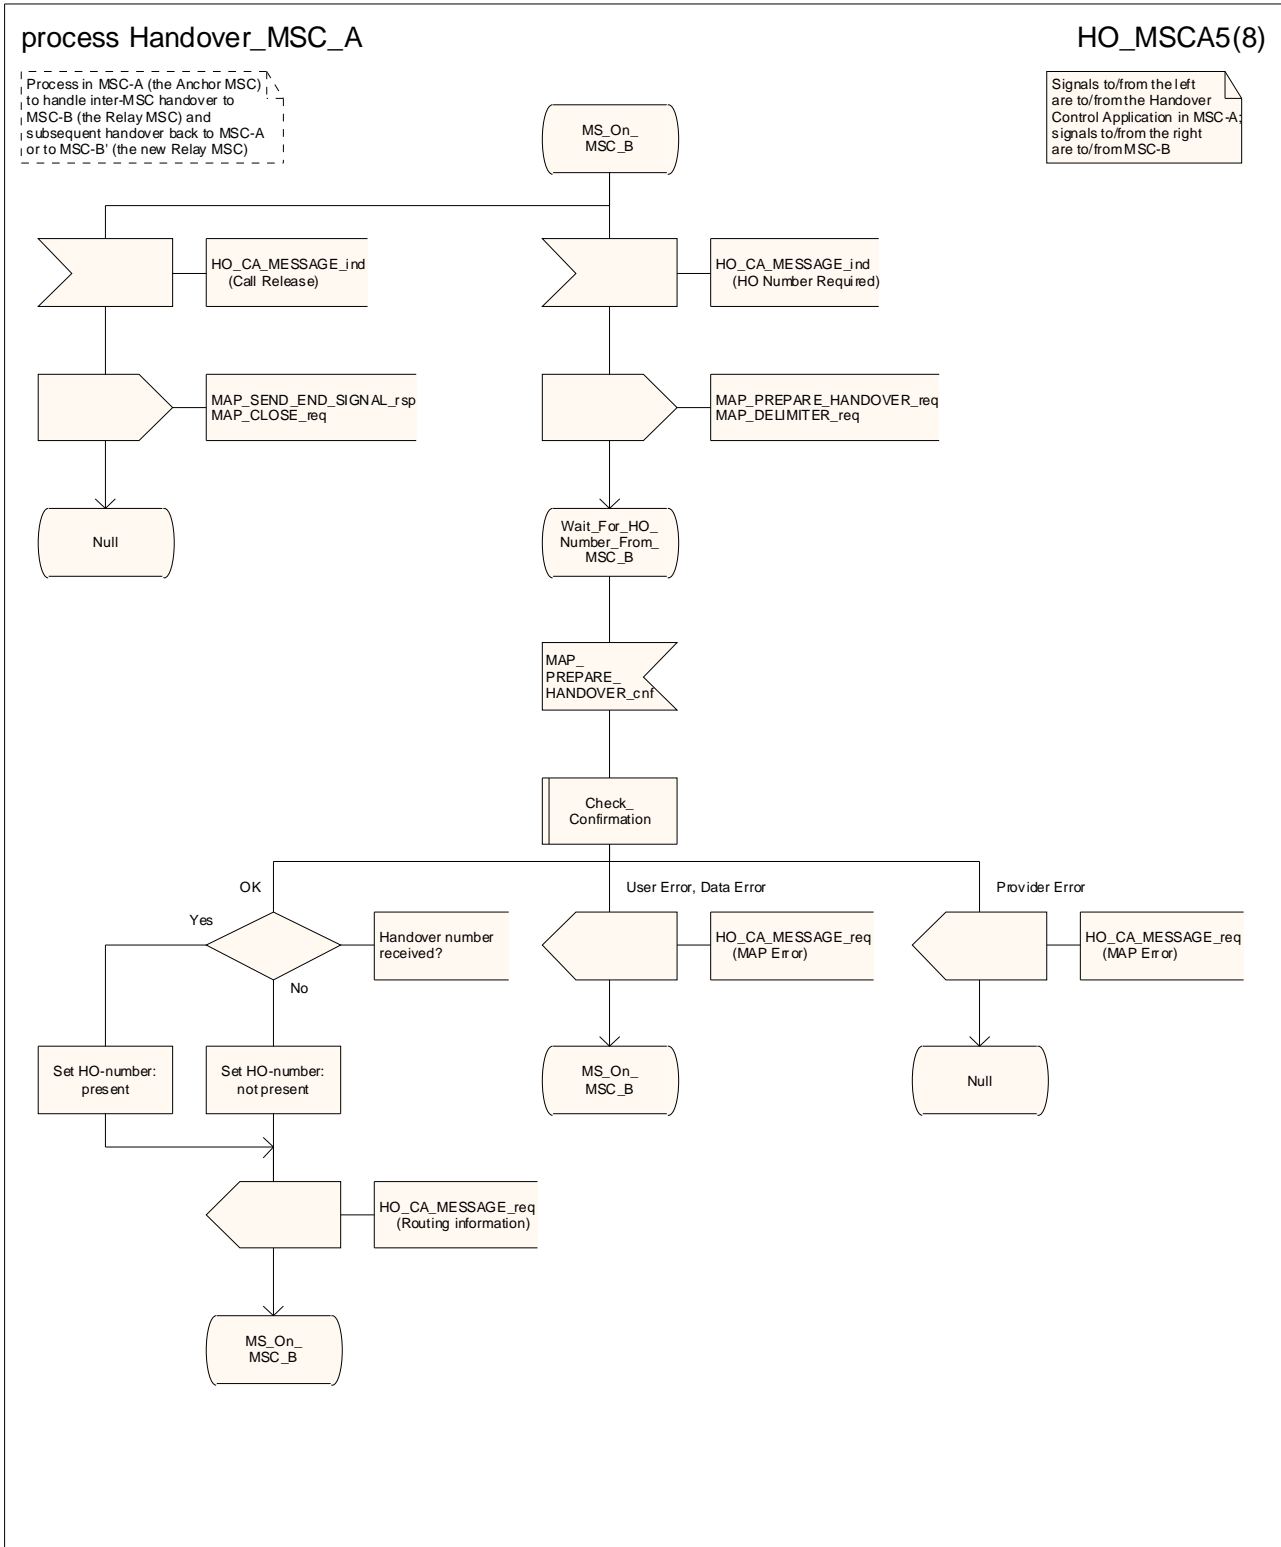 process Handover_MSC_A
HO_MSCA5(8)
Process in MSC-A (the Anchor MSC)
to handle inter-MSC handover to
MSC-B (the Relay MSC) and
subsequent handover back to MSC-A
or to MSC-B' (the new Relay MSC)
Signals to/from the left
are to/from the Handover
Control Application in MSC-A;
signals to/from the right
are to/from MSC-B
MS_On_
MSC_B
HO_CA_MESSAGE_ind
(Call Release)
HO_CA_MESSAGE_ind
(HO Number Required)
MAP_SEND_END_SIGNAL_rsp
MAP_CLOSE_req
MAP_PREPARE_HANDOVER_req
MAP_DELIMITER_req
Null
Wait_For_HO_
Number_From_
MSC_B
MAP_
PREPARE_
HANDOVER_cnf
Check_
Confirmation
OK
User Error, Data Error
Provider Error
Yes
Handover number
received?
No
HO_CA_MESSAGE_req
(MAP Error)
HO_CA_MESSAGE_req
(MAP Error)
Set HO-number:
present
Set HO-number:
not present
MS_On_
MSC_B
Null
HO_CA_MESSAGE_req
(Routing information)
MS_On_
MSC_B